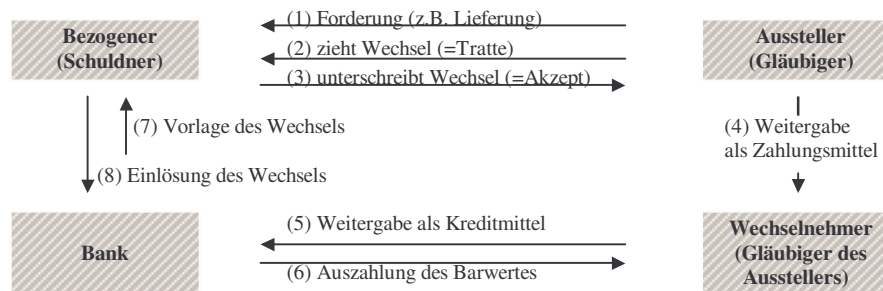 (1) Forderung (z.B. Lieferung)
Bezogener
(Schuldner)
(2) zieht Wechsel (=Tratte)
(3) unterschreibt Wechsel (=Akzept)
Aussteller
(Gläubiger)
(7) Vorlage des Wechsels
(4) Weitergabe
als Zahlungsmittel
(8) Einlösung des Wechsels
Bank
(5) Weitergabe als Kreditmittel
(6) Auszahlung des Barwertes
Wechselnehmer
(Gläubiger des
Ausstellers)